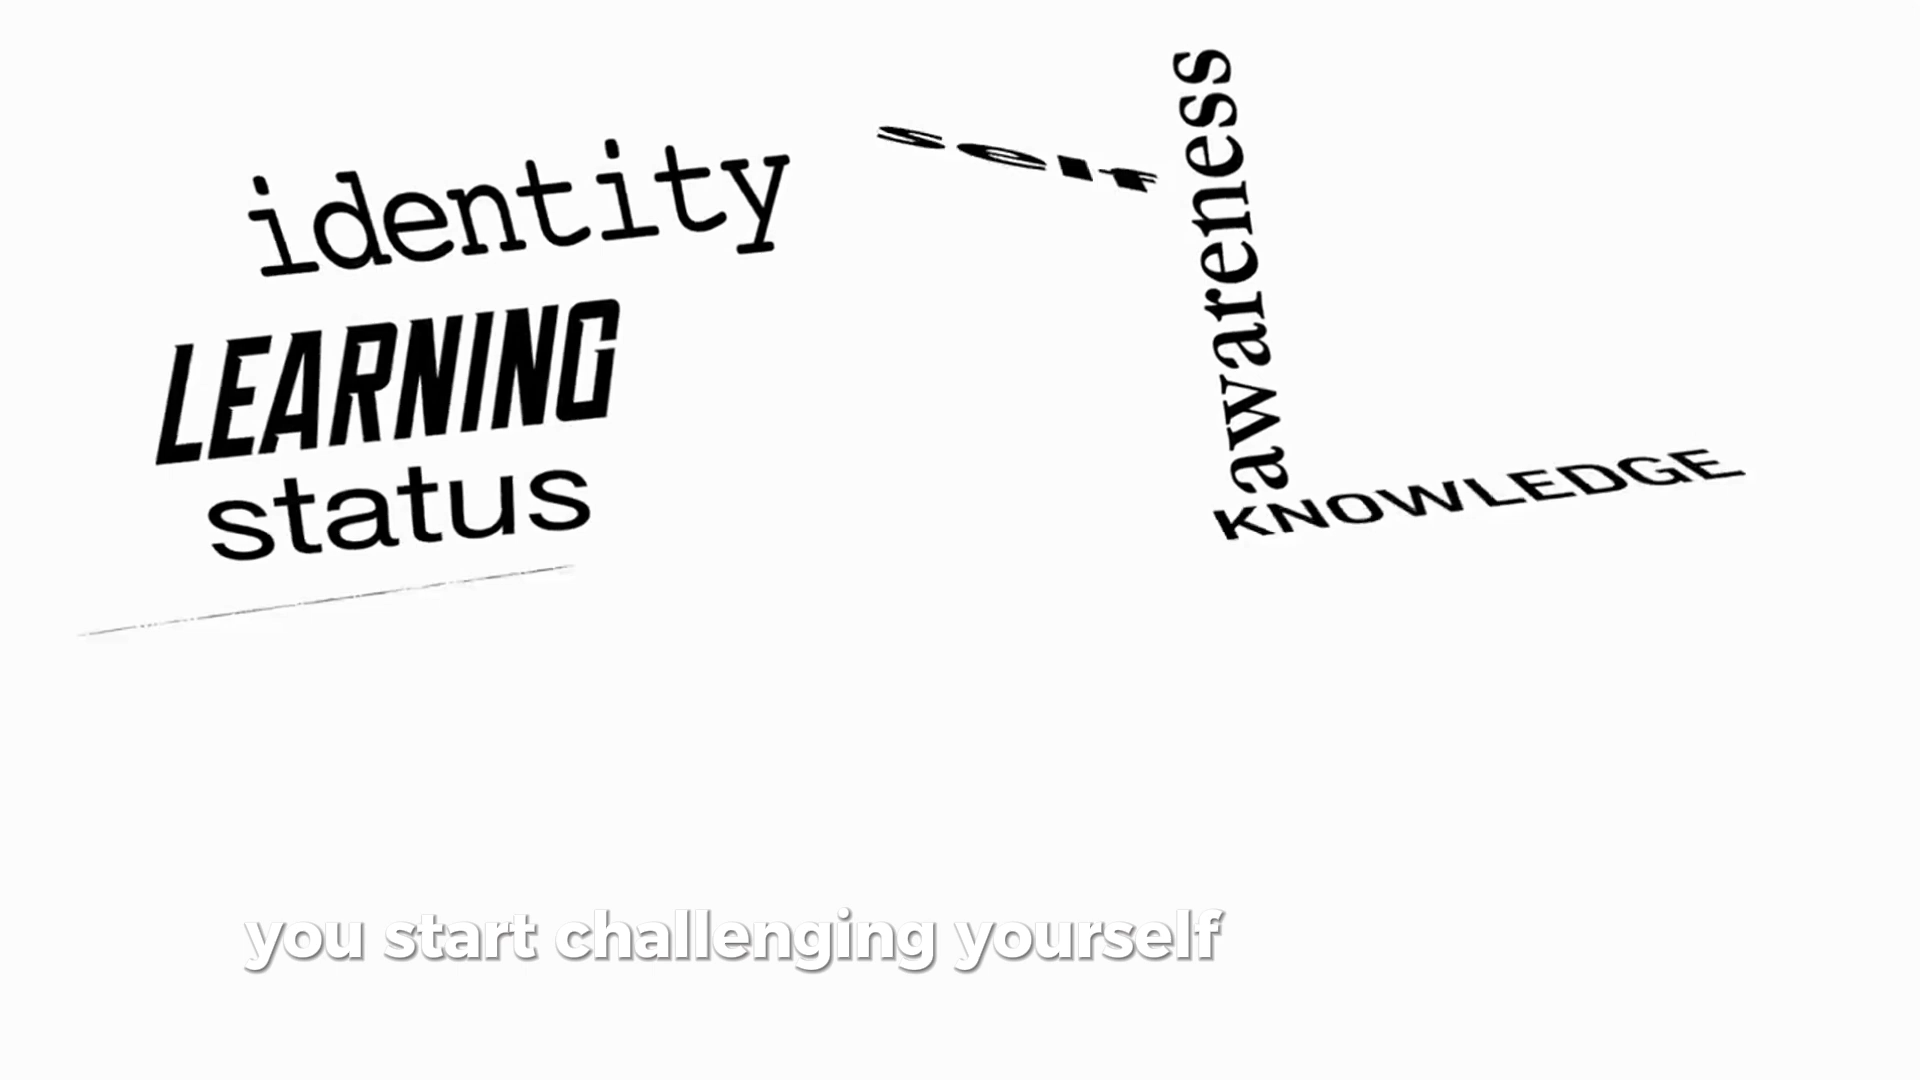 identity
LEARNING
status
self
awareness
KNOWLEDGE
you start challenging yourself